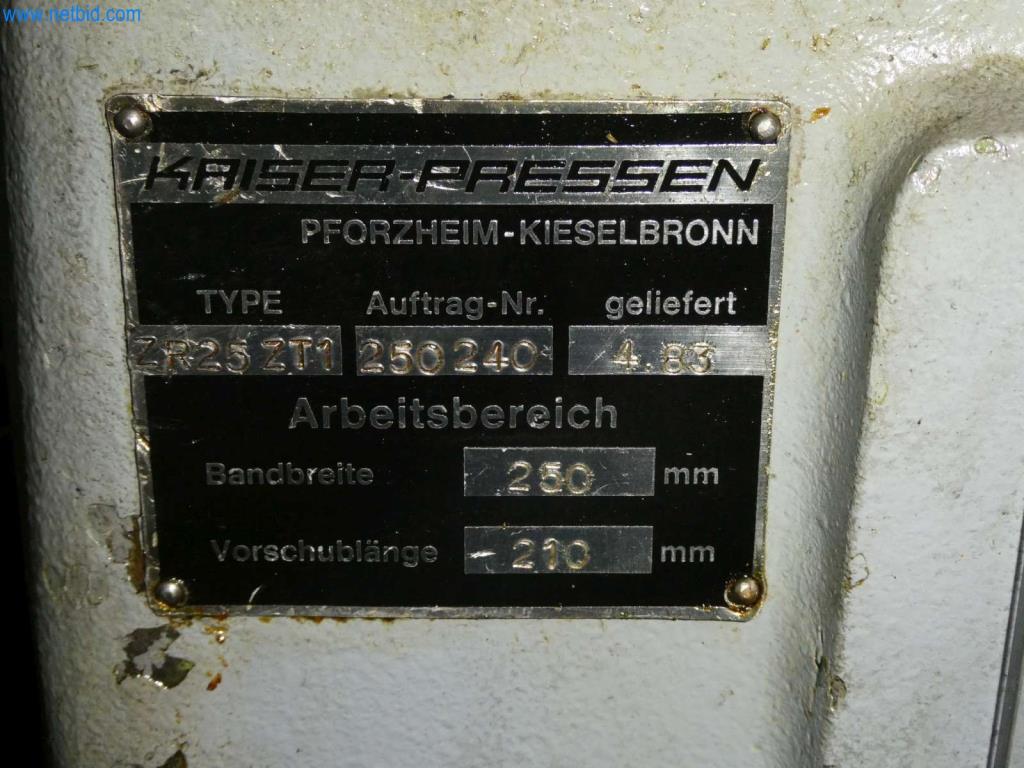 www.netbid.com
KAISER-PRESSEN
PFORZHEIM-KIESELBRONN
TYPE Auftrag-Nr. geliefert
ZR25 ZT1 250 240 4.83
Arbeitsbereich
Bandbreite 250 mm
Vorschublänge 210 mm